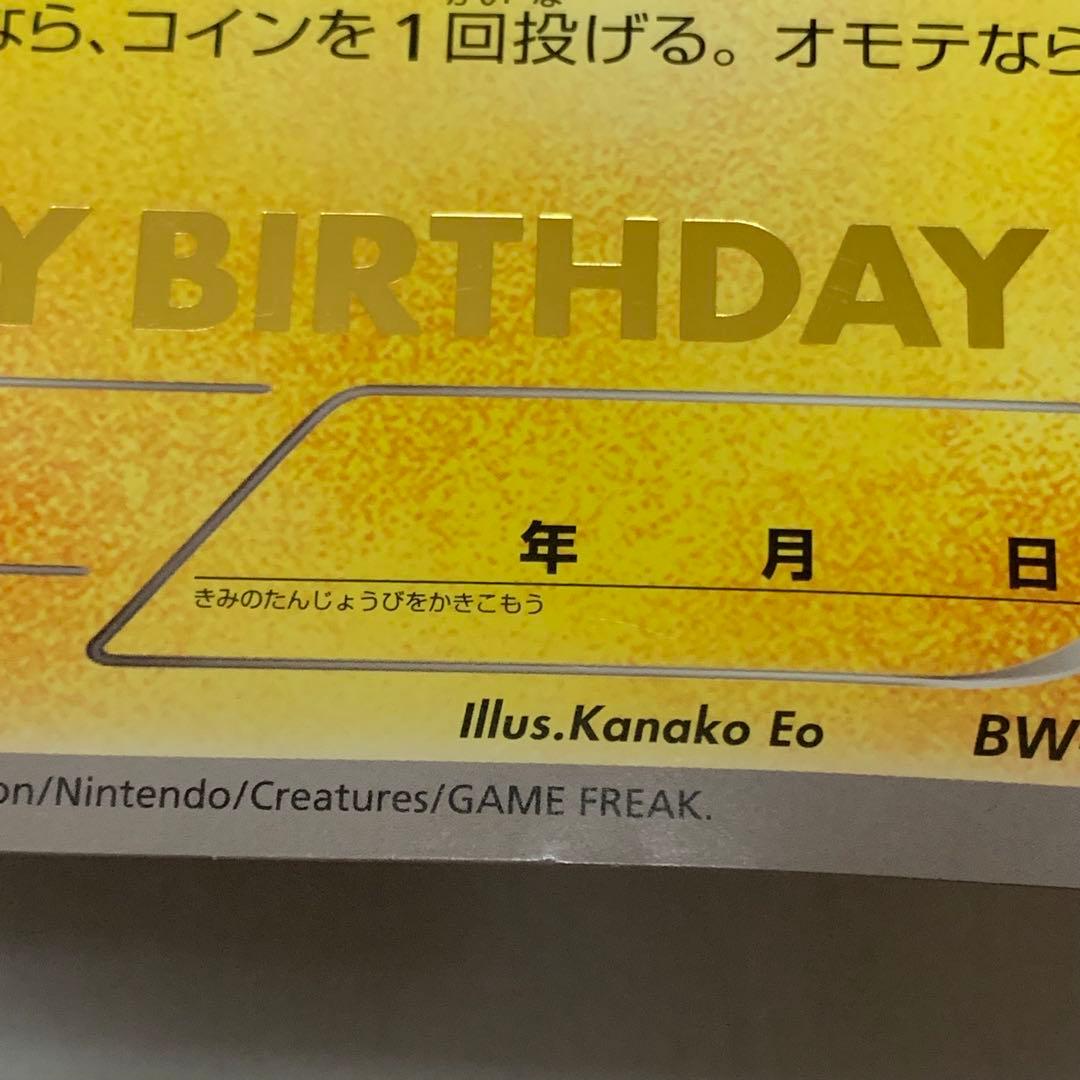 なら、コインを1回投げる。オモテなら
Y BIRTHDAY
年 月 日
きみのたんじょうびをかきこもう
Illus.Kanako Eo BW
on/Nintendo/Creatures/GAME FREAK.